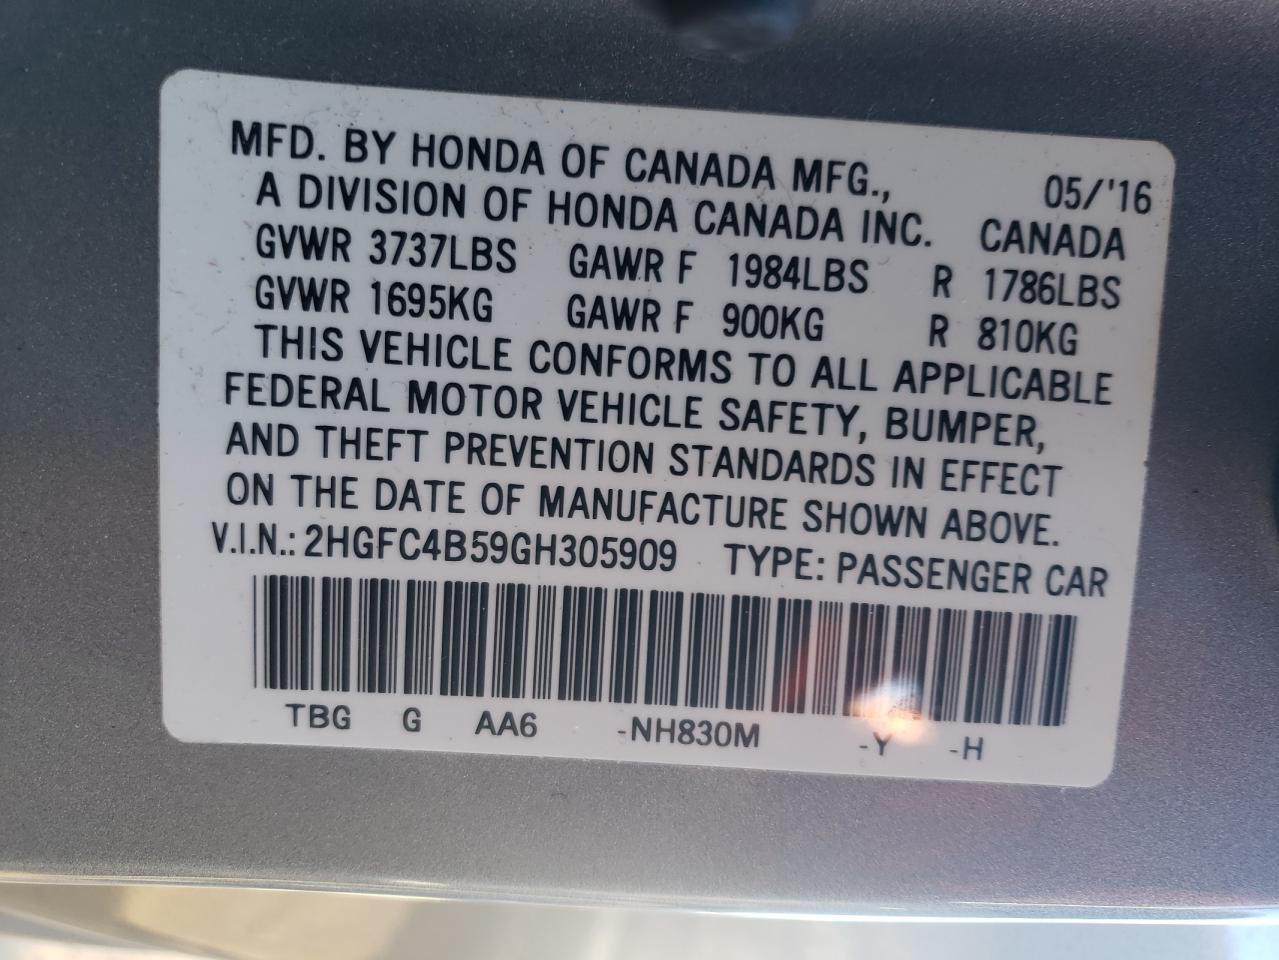 MFD. BY HONDA OF CANADA MFG., 05/'16
A DIVISION OF HONDA CANADA INC. CANADA
GVWR 3737LBS GAWR F 1984LBS R 1786LBS
GVWR 1695KG GAWR F 900KG R 810KG
THIS VEHICLE CONFORMS TO ALL APPLICABLE
FEDERAL MOTOR VEHICLE SAFETY, BUMPER,
AND THEFT PREVENTION STANDARDS IN EFFECT
ON THE DATE OF MANUFACTURE SHOWN ABOVE.
V.I.N.: 2HGFC4B59GH305909 TYPE: PASSENGER CAR
TBG G AA6 -NH830M -Y -H